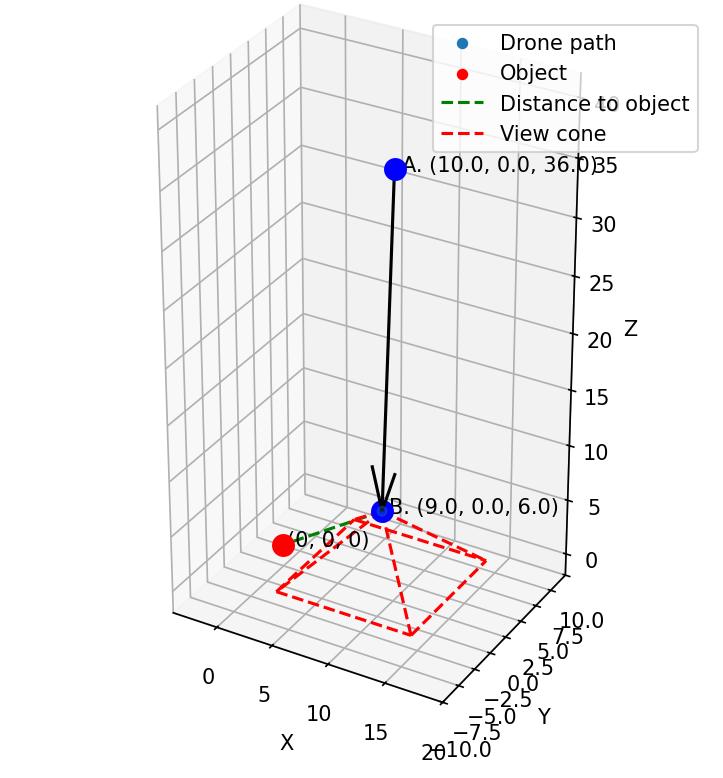 Drone path
Object
Distance to object
View cone
40
A. (10.0, 0.0, 36.0)
35
30
25
Z
20
15
10
5
B. (9.0, 0.0, 6.0)
(0, 0, 0)
0
10.0
7.5
5.0
2.5
0.0
−2.5
−5.0
−7.5
−10.0
Y
0
5
10
15
20
X